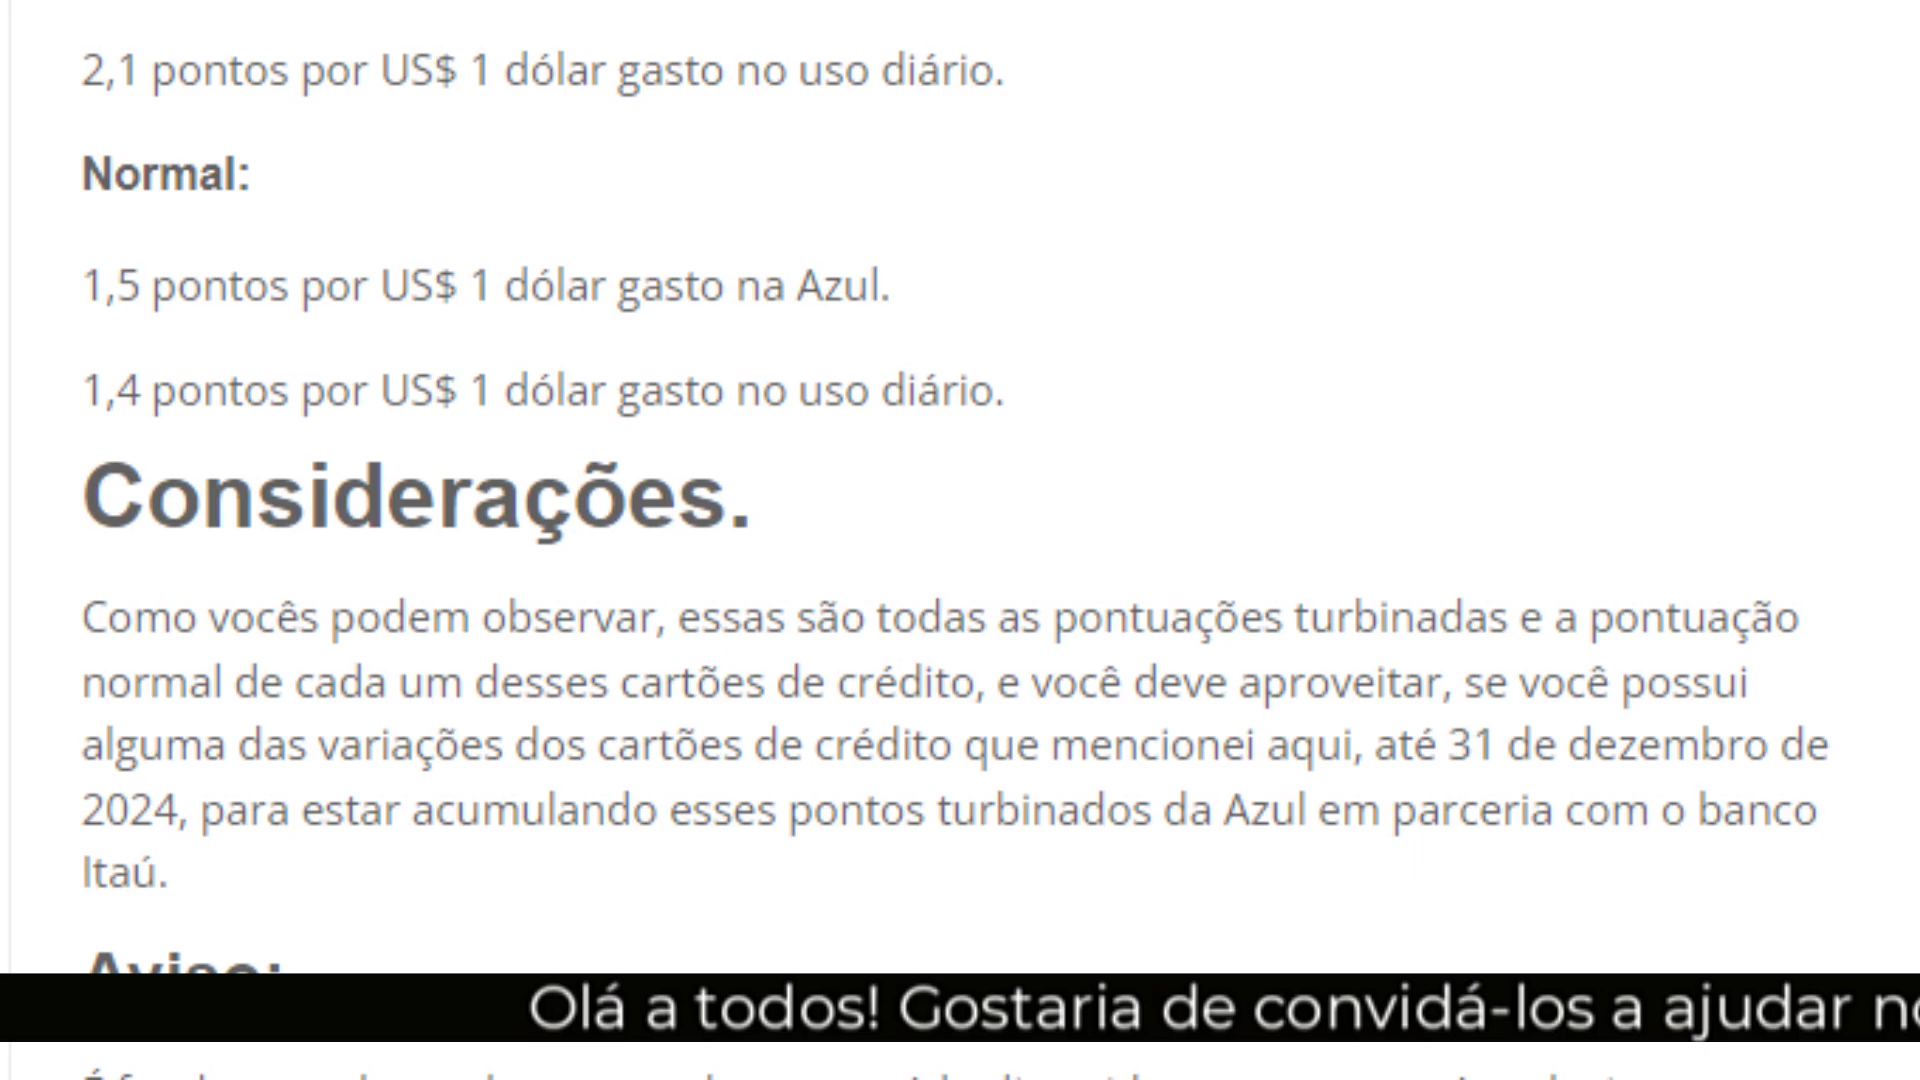 2,1 pontos por US$ 1 dólar gasto no uso diário.
Normal:
1,5 pontos por US$ 1 dólar gasto na Azul.
1,4 pontos por US$ 1 dólar gasto no uso diário.
Considerações.
Como vocês podem observar, essas são todas as pontuações turbinadas e a pontuação
normal de cada um desses cartões de crédito, e você deve aproveitar, se você possui
alguma das variações dos cartões de crédito que mencionei aqui, até 31 de dezembro de
2024, para estar acumulando esses pontos turbinados da Azul em parceria com o banco
Itaú.
Aviso:
Olá a todos! Gostaria de convidá-los a ajudar